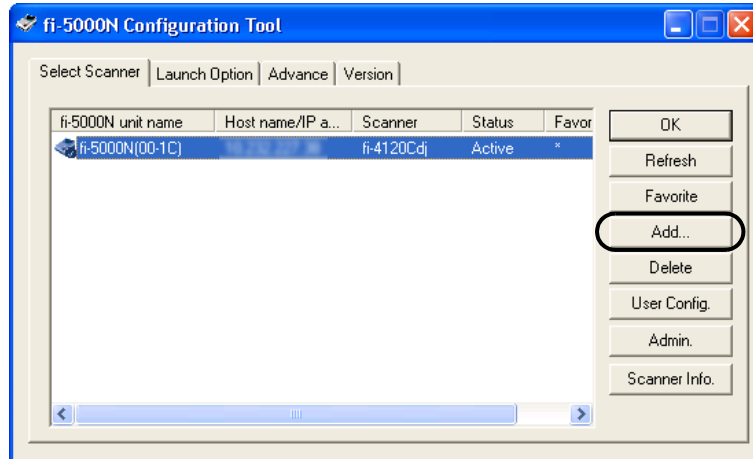 fi-5000N Configuration Tool
Select Scanner Launch Option Advance Version
fi-5000N unit name Host name/IP a... Scanner Status Favor
fi-5000N(00-1C) fi-4120Cdj Active *
OK
Refresh
Favorite
Add...
Delete
User Config.
Admin.
Scanner Info.